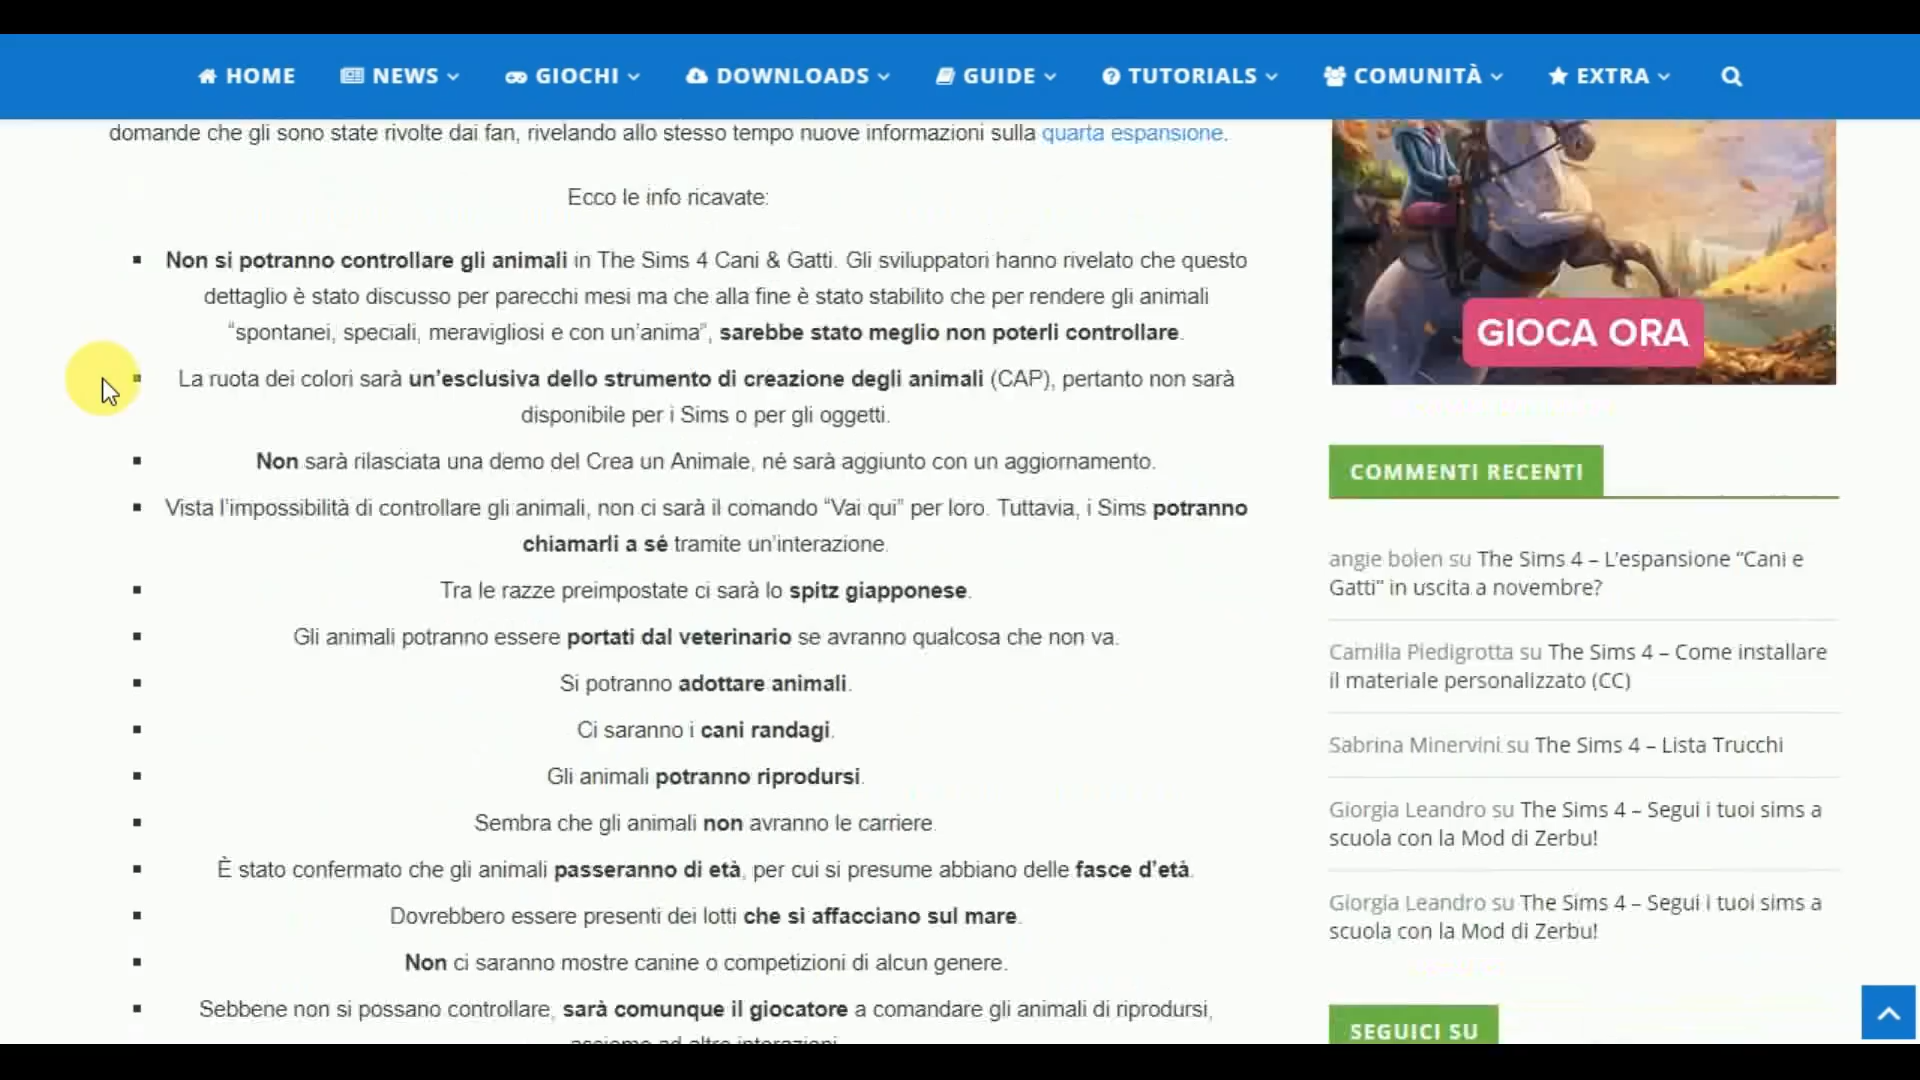 HOME NEWS GIOCHI DOWNLOADS GUIDE TUTORIALS COMUNITÀ EXTRA
domande che gli sono state rivolte dai fan, rivelando allo stesso tempo nuove informazioni sulla quarta espansione.
Ecco le info ricavate:
Non si potranno controllare gli animali in The Sims 4 Cani & Gatti. Gli sviluppatori hanno rivelato che questo
dettaglio è stato discusso per parecchi mesi ma che alla fine è stato stabilito che per rendere gli animali
“spontanei, speciali, meravigliosi e con un’anima”, sarebbe stato meglio non poterli controllare.
La ruota dei colori sarà un’esclusiva dello strumento di creazione degli animali (CAP), pertanto non sarà
disponibile per i Sims o per gli oggetti.
Non sarà rilasciata una demo del Crea un Animale, né sarà aggiunto con un aggiornamento.
Vista l’impossibilità di controllare gli animali, non ci sarà il comando “Vai qui” per loro. Tuttavia, i Sims potranno
chiamarli a sé tramite un’interazione.
Tra le razze preimpostate ci sarà lo spitz giapponese.
Gli animali potranno essere portati dal veterinario se avranno qualcosa che non va.
Si potranno adottare animali.
Ci saranno i cani randagi.
Gli animali potranno riprodursi.
Sembra che gli animali non avranno le carriere.
È stato confermato che gli animali passeranno di età, per cui si presume abbiano delle fasce d’età.
Dovrebbero essere presenti dei lotti che si affacciano sul mare.
Non ci saranno mostre canine o competizioni di alcun genere.
Sebbene non si possano controllare, sarà comunque il giocatore a comandare gli animali di riprodursi,
assieme ad altre interazioni
GIOCA ORA
COMMENTI RECENTI
angie bolen su The Sims 4 – L’espansione “Cani e
Gatti” in uscita a novembre?
Camilla Piedigrotta su The Sims 4 – Come installare
il materiale personalizzato (CC)
Sabrina Minervini su The Sims 4 – Lista Trucchi
Giorgia Leandro su The Sims 4 – Segui i tuoi sims a
scuola con la Mod di Zerbu!
Giorgia Leandro su The Sims 4 – Segui i tuoi sims a
scuola con la Mod di Zerbu!
SEGUICI SU